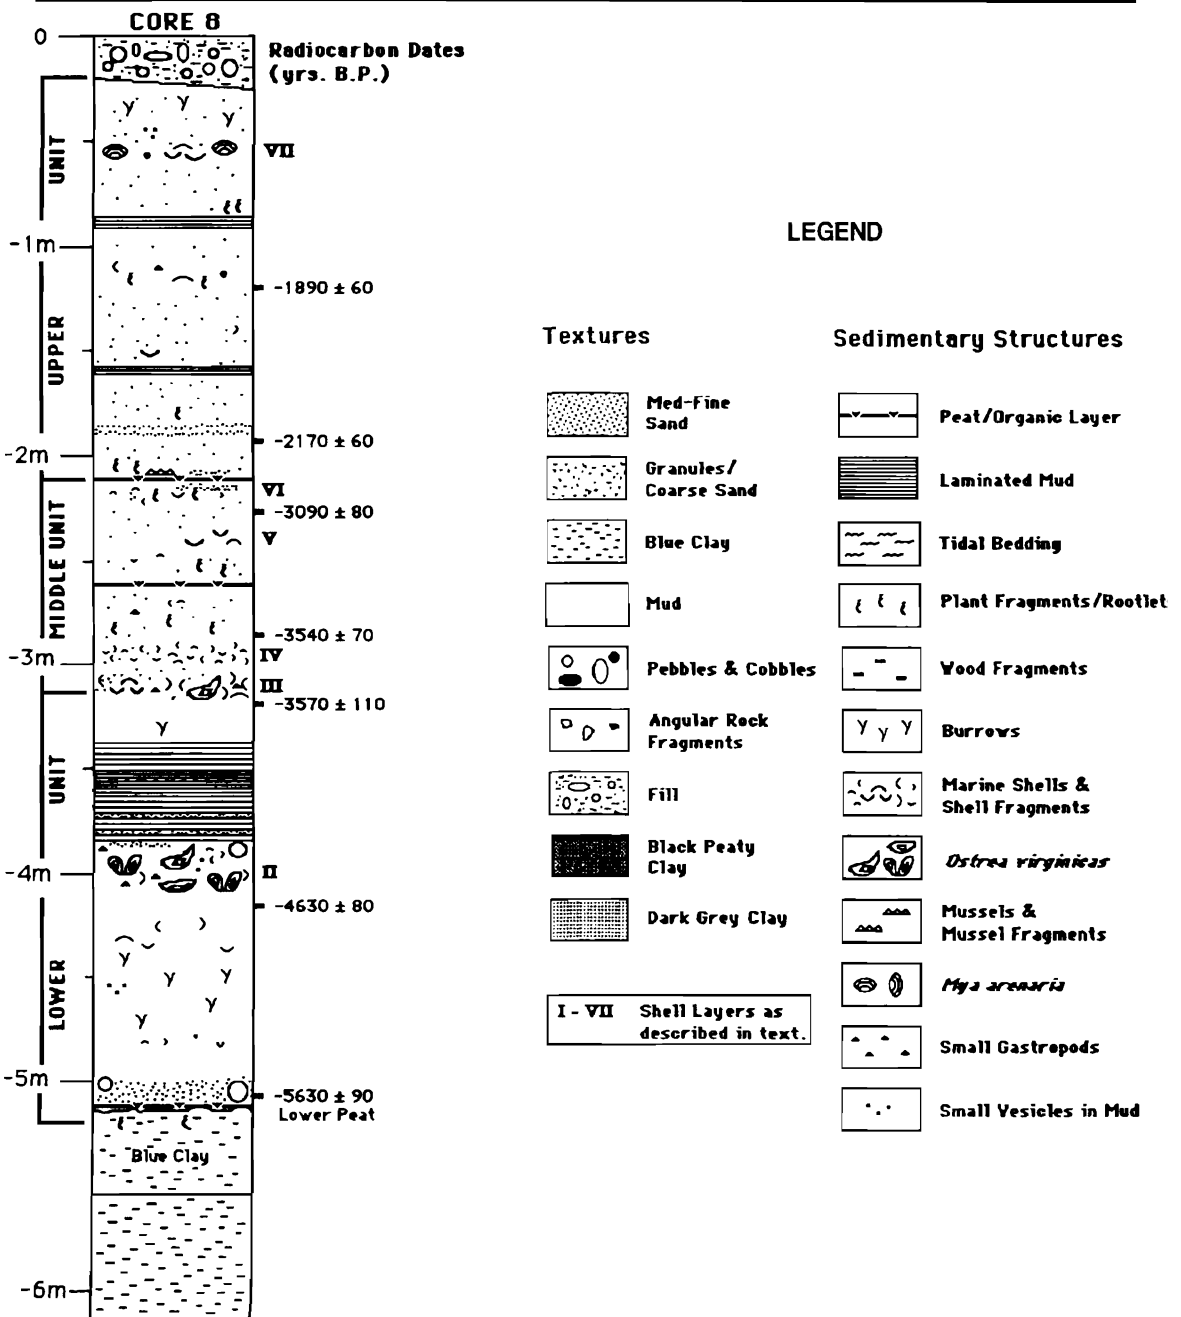 CORE 8
0
Radiocarbon Dates
(yrs. B.P.)
VII
UNIT
-1m
-1890 ± 60
UPPER
-2170 ± 60
-2m
VI
-3090 ± 80
V
MIDDLE UNIT
-3540 ± 70
IV
-3m
III
-3570 ± 110
UNIT
-4m
II
-4630 ± 80
LOWER
-5m
-5630 ± 90
Lower Peat
Blue Clay
-6m
LEGEND
Textures
Med-Fine
Sand
Granules/
Coarse Sand
Blue Clay
Mud
Pebbles & Cobbles
Angular Rock
Fragments
Fill
Black Peaty
Clay
Dark Grey Clay
I - VII Shell Layers as
described in text.
Sedimentary Structures
Peat/Organic Layer
Laminated Mud
Tidal Bedding
Plant Fragments/Rootlet
Wood Fragments
Burrows
Marine Shells &
Shell Fragments
Ostrea virginicas
Mussels &
Mussel Fragments
Mya arenaria
Small Gastropods
Small Vesicles in Mud